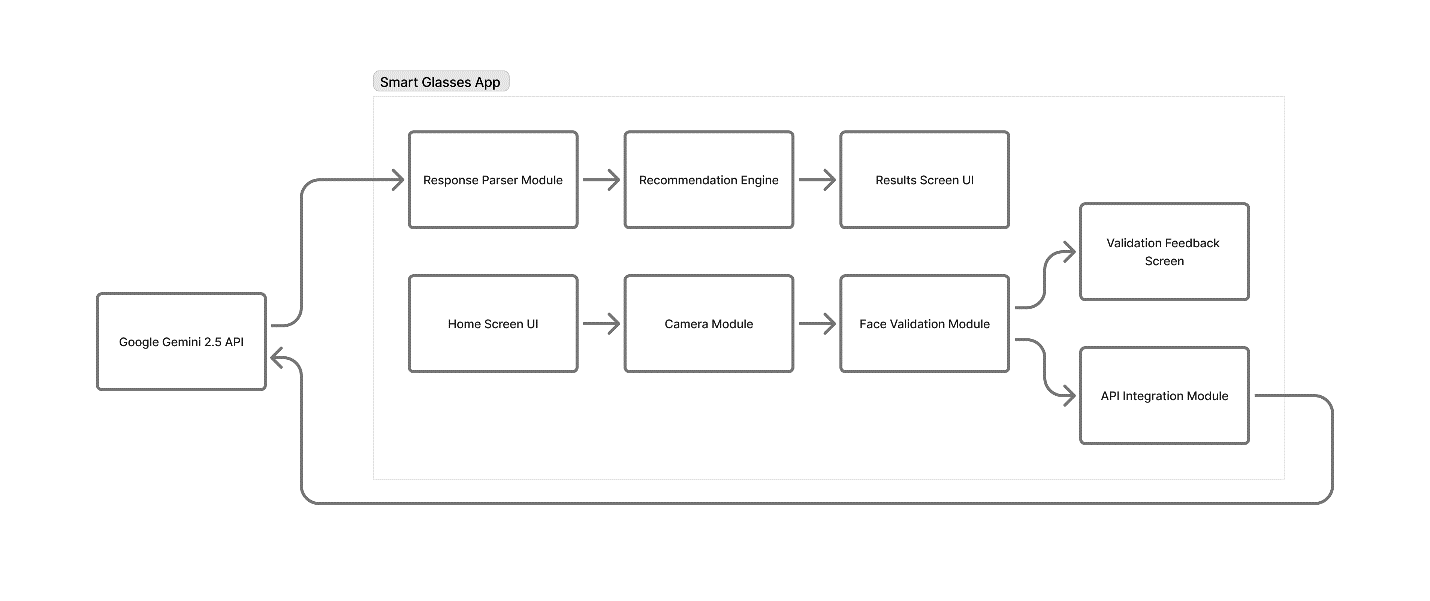 Smart Glasses App
Response Parser Module
Recommendation Engine
Results Screen UI
Validation Feedback
Screen
Home Screen UI
Camera Module
Face Validation Module
Google Gemini 2.5 API
API Integration Module